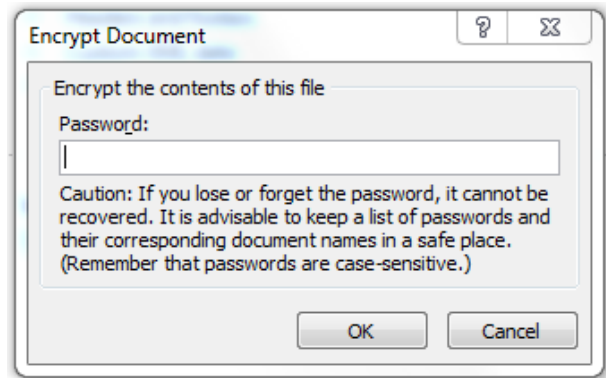 Encrypt Document
Encrypt the contents of this file
Password:
Caution: If you lose or forget the password, it cannot be
recovered. It is advisable to keep a list of passwords and
their corresponding document names in a safe place.
(Remember that passwords are case-sensitive.)
OK Cancel